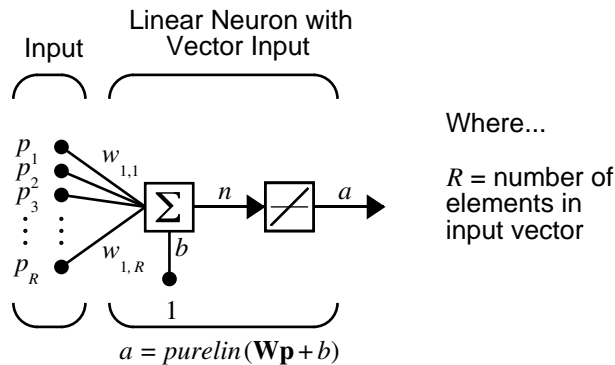 Linear Neuron with
Vector Input
Input
p1
w1,1
p2
p3
pR
w1,R
Σ
n
a
b
1
a = purelin(Wp + b)
Where...
R = number of
elements in
input vector